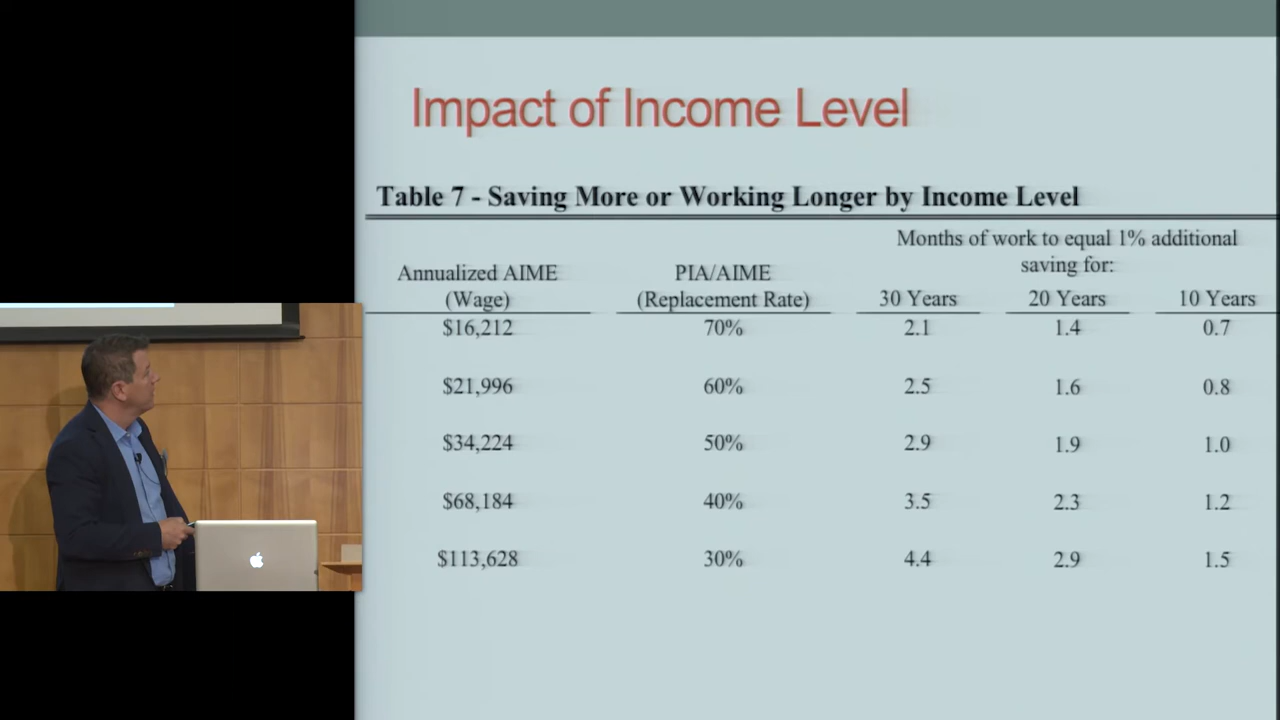 Impact of Income Level
Table 7 - Saving More or Working Longer by Income Level
Months of work to equal 1% additional
saving for:
Annualized AIME
(Wage)
PIA/AIME
(Replacement Rate)
30 Years
20 Years
10 Years
$16,212 70% 2.1 1.4 0.7
$21,996 60% 2.5 1.6 0.8
$34,224 50% 2.9 1.9 1.0
$68,184 40% 3.5 2.3 1.2
$113,628 30% 4.4 2.9 1.5